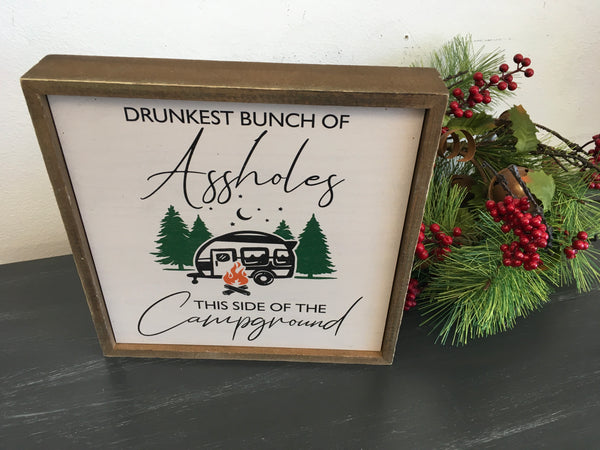 DRUNKEST BUNCH OF
Assholes
THIS SIDE OF THE
Campground